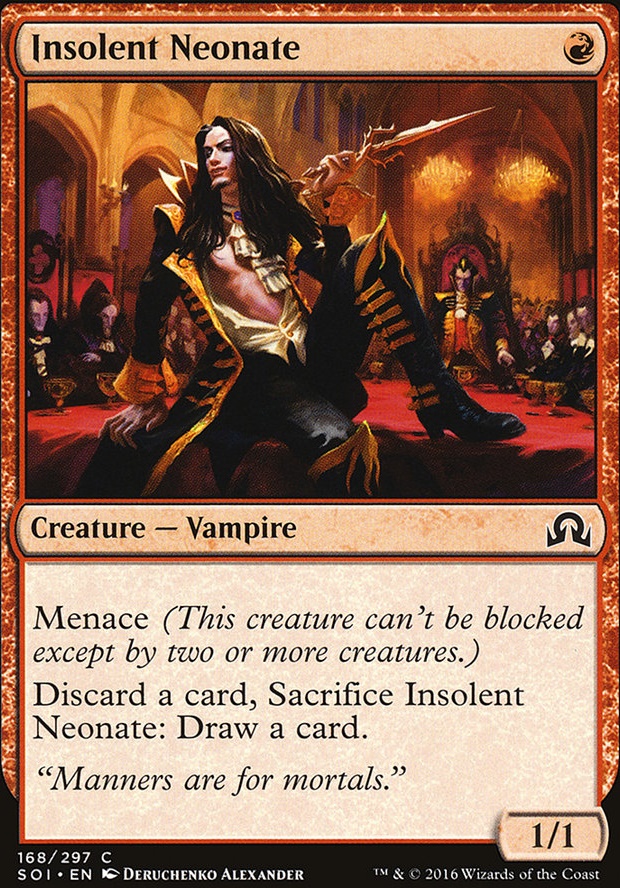 Insolent Neonate
Creature — Vampire
Menace (This creature can't be blocked
except by two or more creatures.)
Discard a card, Sacrifice Insolent
Neonate: Draw a card.
“Manners are for mortals.”
1/1
168/297 C
SOI • EN Deruchenko Alexander
™ & © 2016 Wizards of the Coast